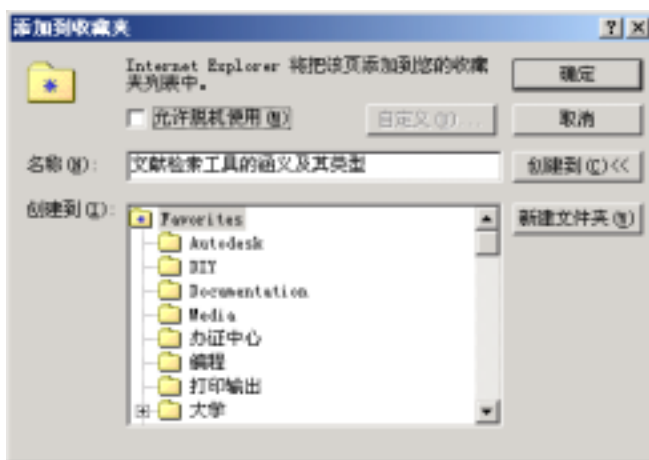 添加到收藏夹
Internet Explorer 将把该页添加到您的收藏
夹列表中。
确定
允许脱机使用(M)
自定义(U)...
取消
名称(N):
文献检索工具的涵义及其类型
创建到(C)<<
创建到(I):
新建文件夹(W)
Favorites
Autodesk
DIY
Documentation
Media
办证中心
编程
打印输出
大学